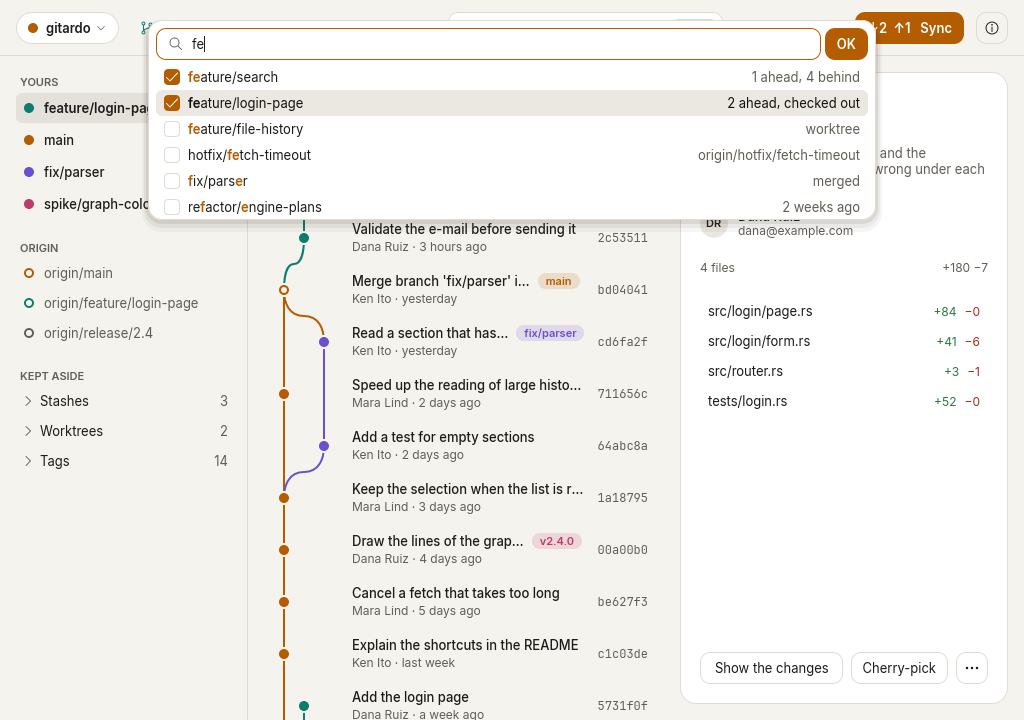 gitardo
fe
OK
↓2 ↑1 Sync
feature/search 1 ahead, 4 behind
feature/login-page 2 ahead, checked out
feature/file-history worktree
hotfix/fetch-timeout origin/hotfix/fetch-timeout
fix/parser merged
refactor/engine-plans 2 weeks ago
YOURS
feature/login-pa
main
fix/parser
spike/graph-colo
ORIGIN
origin/main
origin/feature/login-page
origin/release/2.4
KEPT ASIDE
Stashes 3
Worktrees 2
Tags 14
Validate the e-mail before sending it
Dana Ruiz · 3 hours ago
2c53511
Merge branch 'fix/parser' i... main
Ken Ito · yesterday
bd04041
Read a section that has... fix/parser
Ken Ito · yesterday
cd6fa2f
Speed up the reading of large histo...
Mara Lind · 2 days ago
711656c
Add a test for empty sections
Ken Ito · 2 days ago
64abc8a
Keep the selection when the list is r...
Mara Lind · 3 days ago
1a18795
Draw the lines of the grap... v2.4.0
Dana Ruiz · 4 days ago
00a00b0
Cancel a fetch that takes too long
Mara Lind · 5 days ago
be627f3
Explain the shortcuts in the README
Ken Ito · last week
c1c03de
Add the login page
Dana Ruiz · a week ago
5731f0f
and the
wrong under each
DR
Dana Ruiz
dana@example.com
4 files +180 −7
src/login/page.rs +84 −0
src/login/form.rs +41 −6
src/router.rs +3 −1
tests/login.rs +52 −0
Show the changes
Cherry-pick